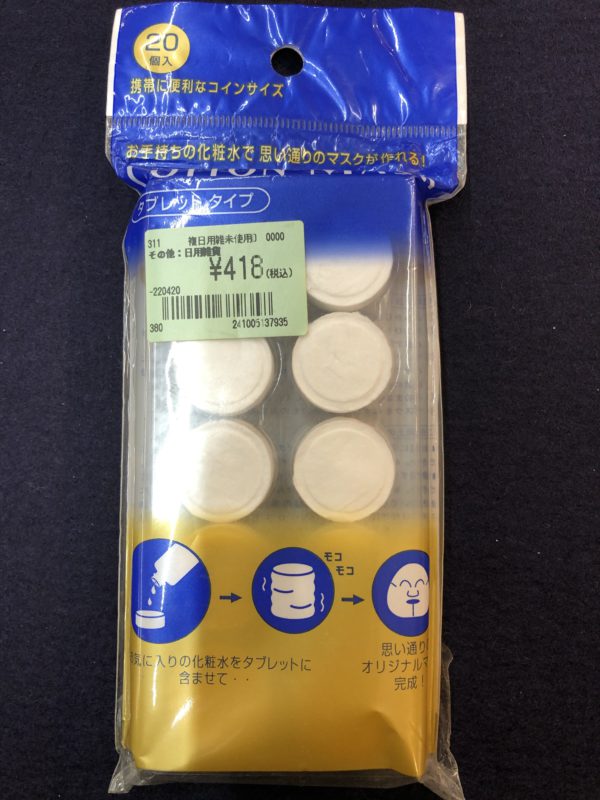 20
個入
携帯に便利なコインサイズ
お手持ちの化粧水で 思い通りのマスクが作れる!
COTTON
タブレットタイプ
311 複日用雑未使用〕 0000
その他:日用雑貨
¥418(税込)
-220420
380 241005137935
モコ
モコ
気に入りの化粧水をタブレットに
含ませて・・
思い通り
オリジナルマ
完成!